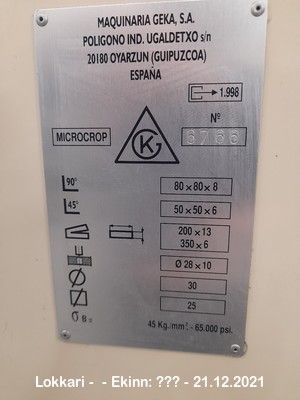 MAQUINARIA GEKA, S.A.
POLIGONO IND. UGALDETXO s/n
20180 OYARZUN (GUIPUZCOA)
ESPAÑA
1.998
Nº
MICROCROP
GK
6766
90° 80 x 80 x 8
45° 50 x 50 x 6
200 x 13
350 x 6
Ø 28 x 10
30
25
45 Kg./mm². - 65.000 psi.
Lokkari - - Ekinn: ??? - 21.12.2021